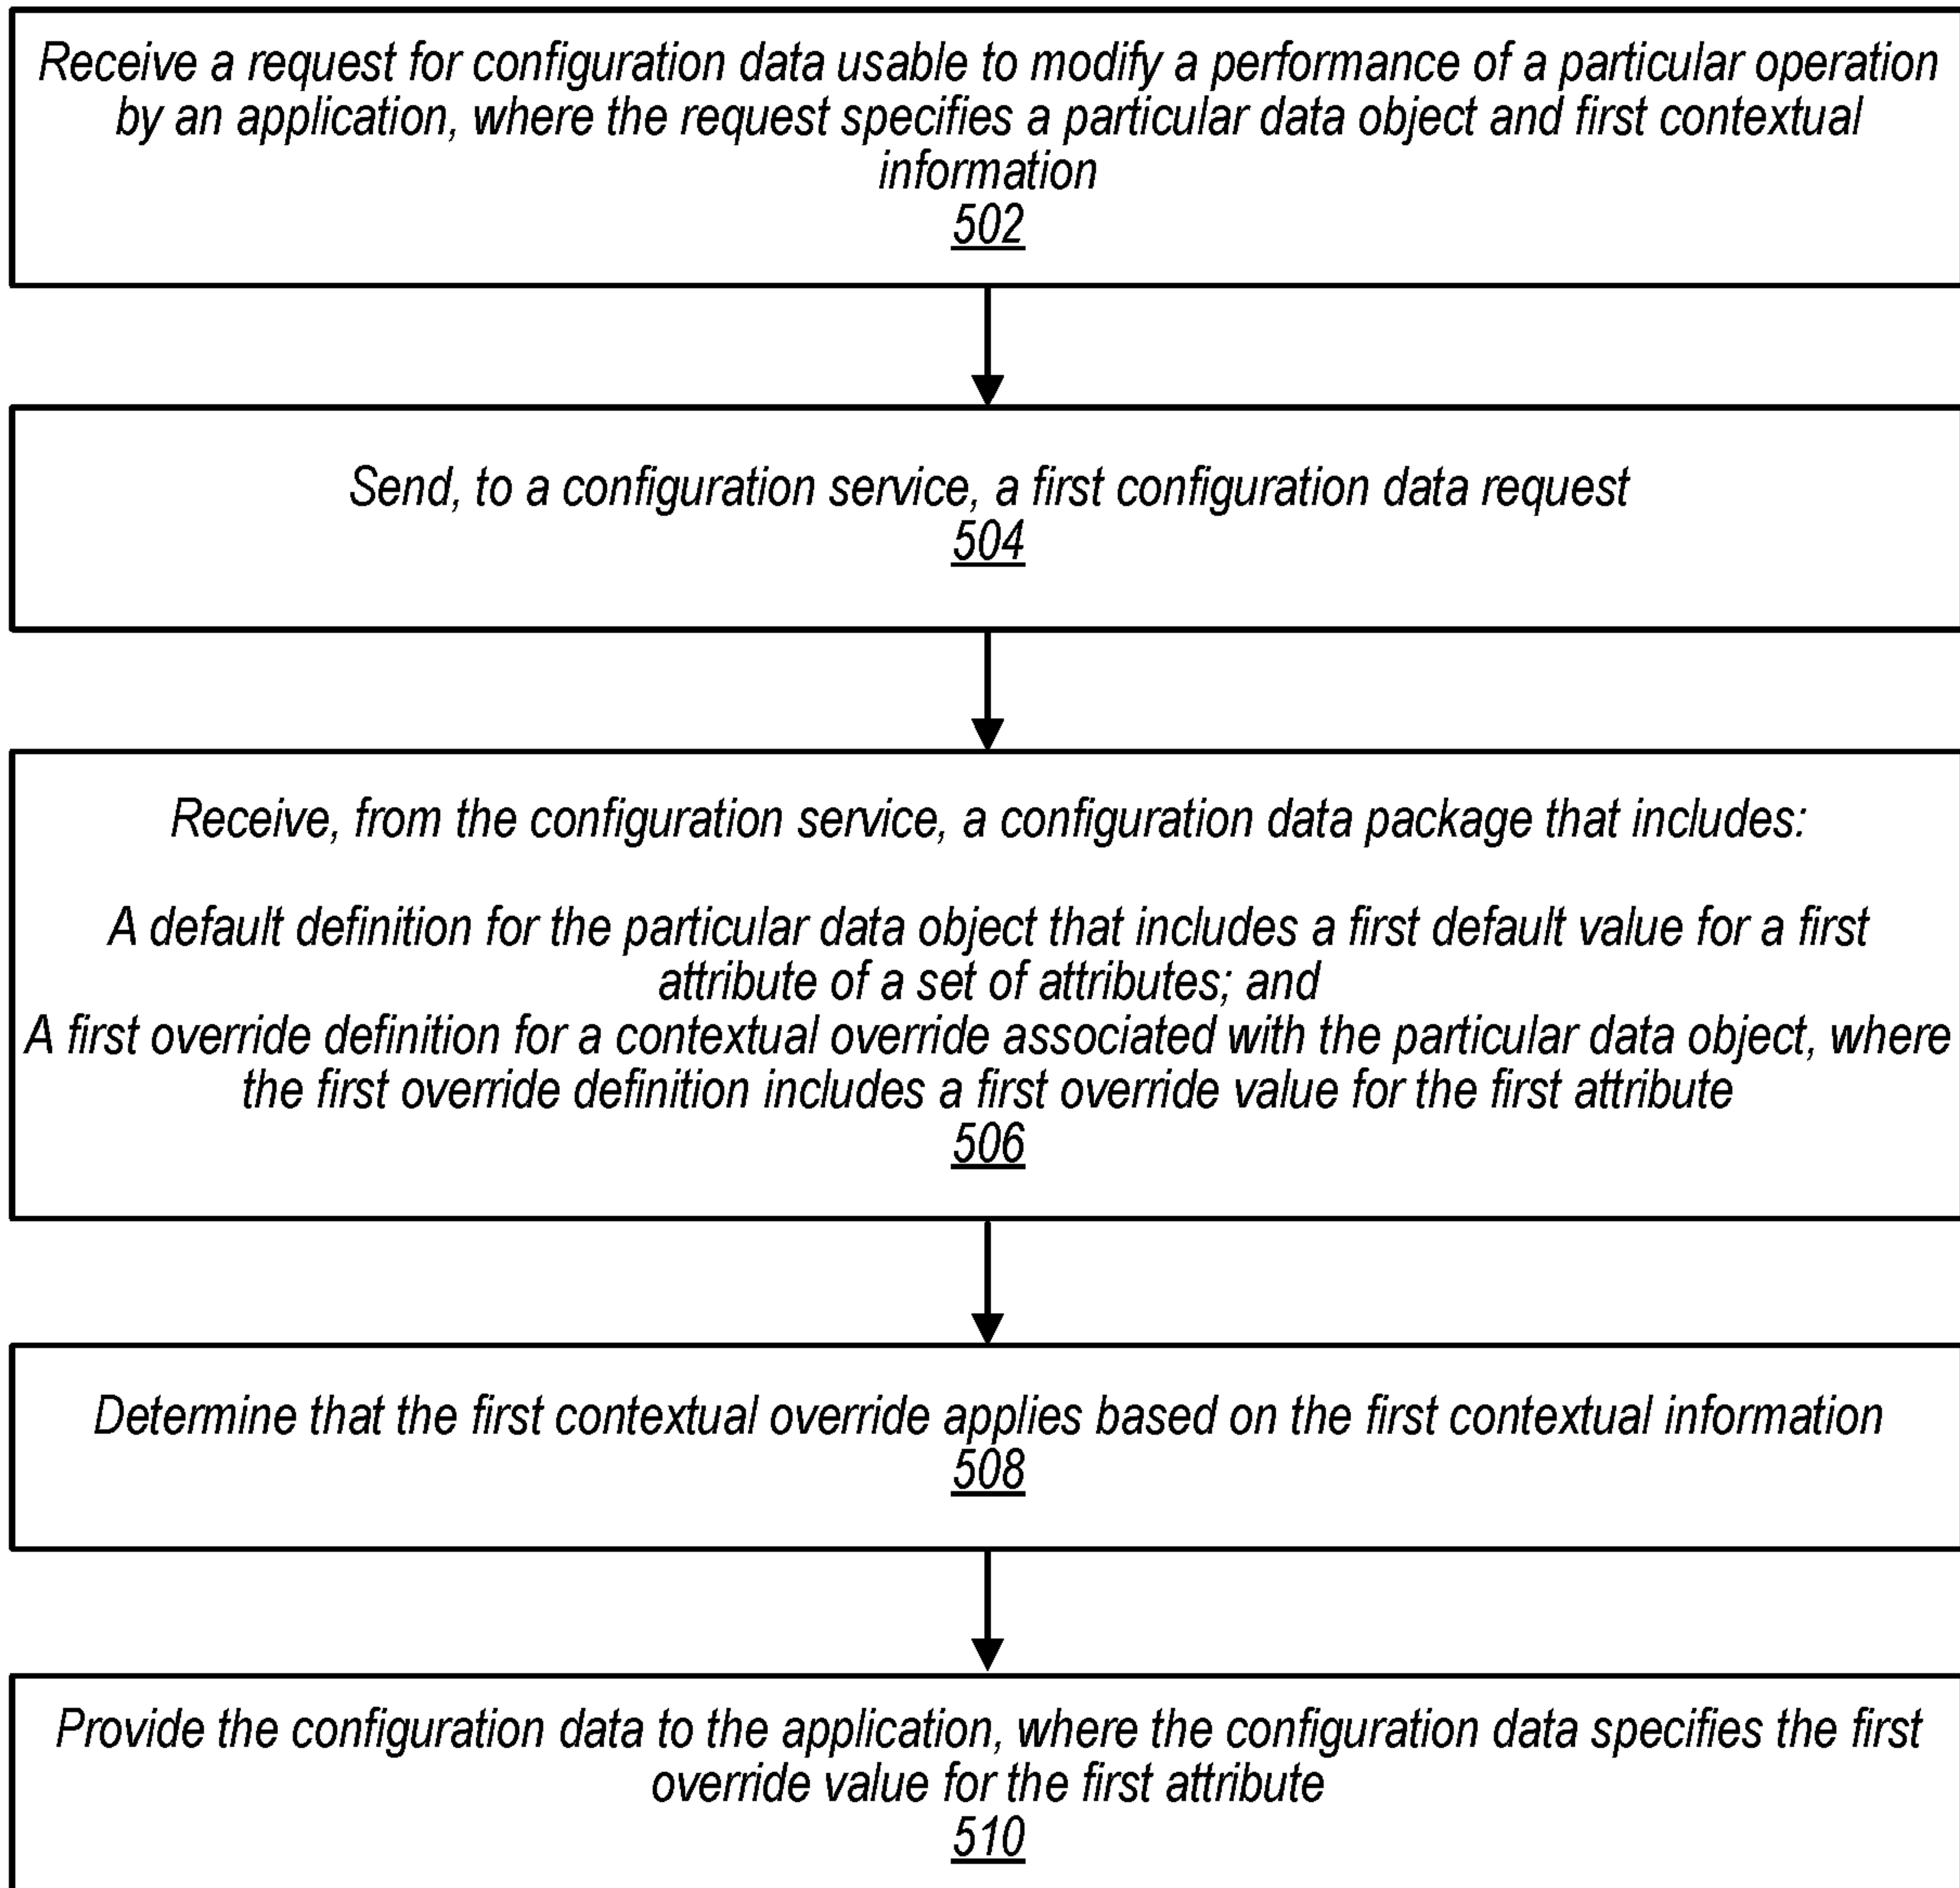 Receive a request for configuration data usable to modify a performance of a particular operation
by an application, where the request specifies a particular data object and first contextual
information
502
Send, to a configuration service, a first configuration data request
504
Receive, from the configuration service, a configuration data package that includes:
A default definition for the particular data object that includes a first default value for a first
attribute of a set of attributes; and
A first override definition for a contextual override associated with the particular data object, where
the first override definition includes a first override value for the first attribute
506
Determine that the first contextual override applies based on the first contextual information
508
Provide the configuration data to the application, where the configuration data specifies the first
override value for the first attribute
510